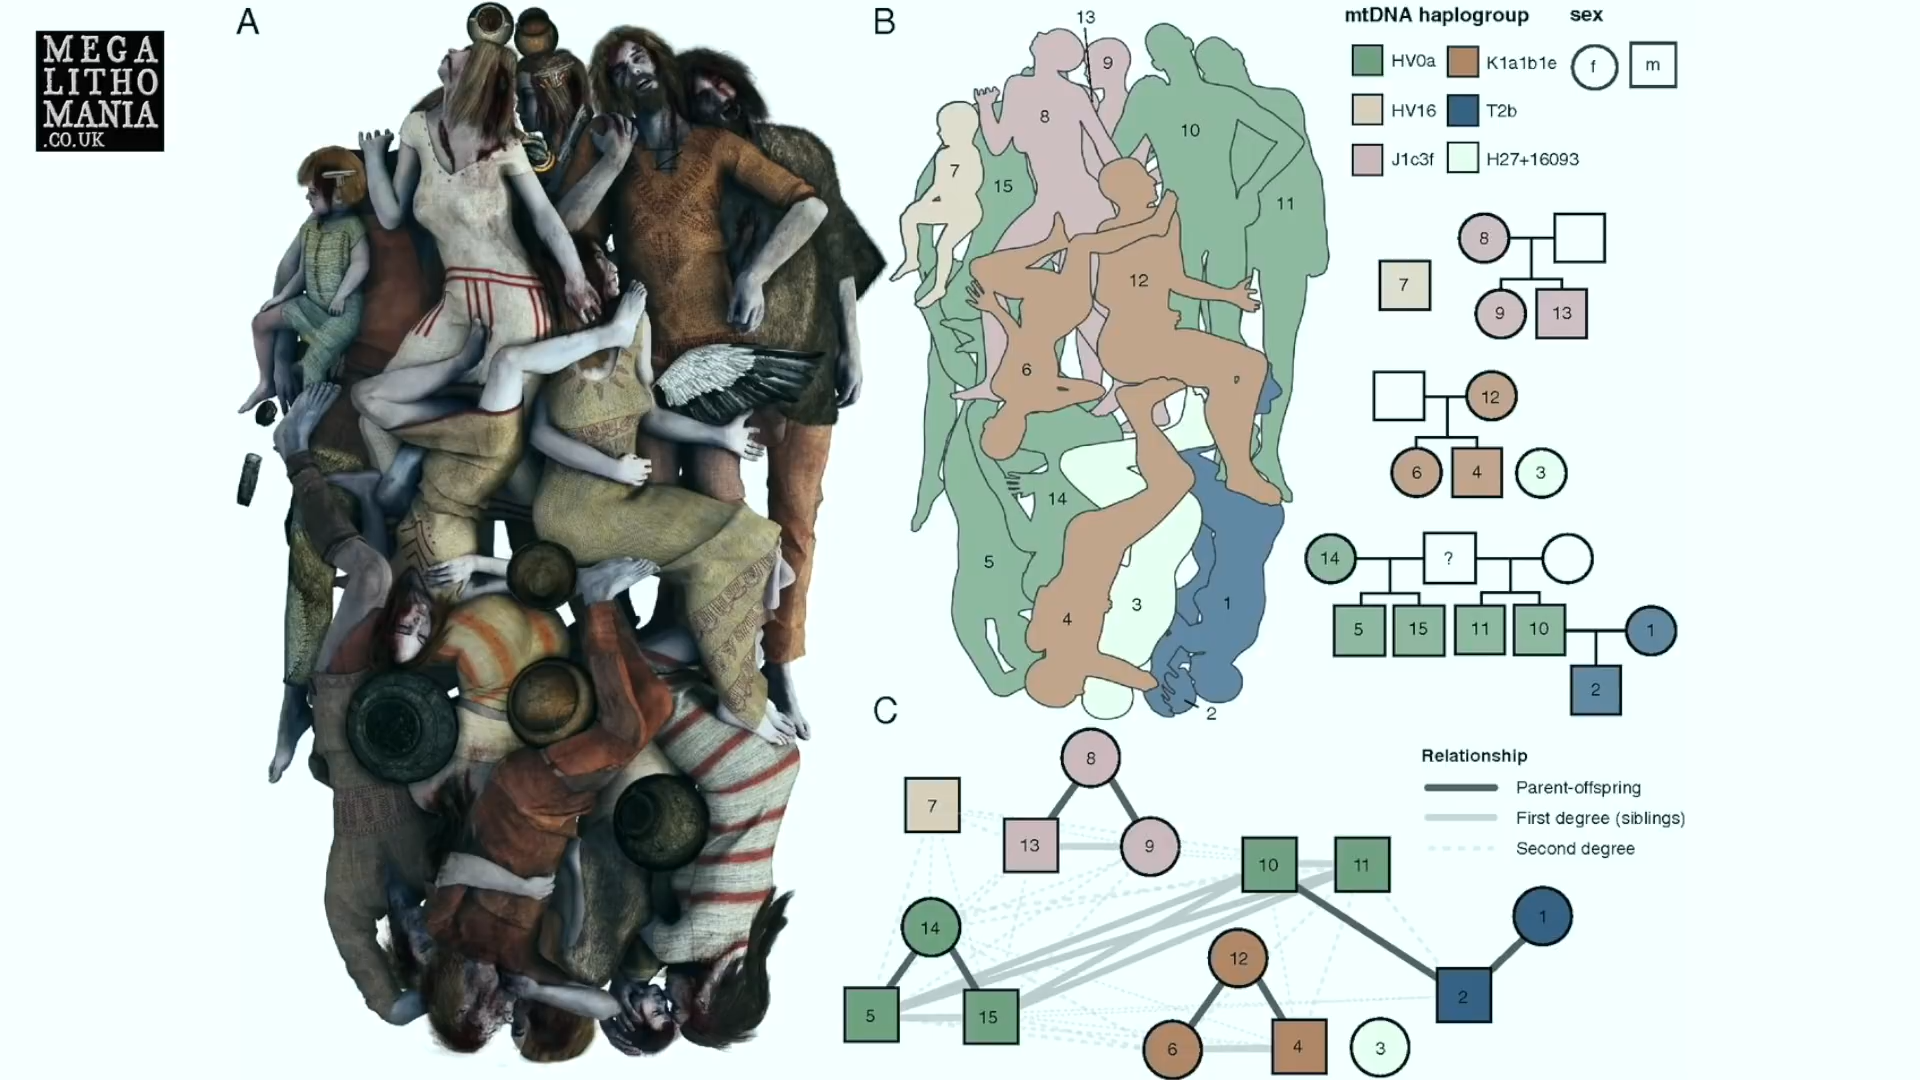 MEGA
LITHO
MANIA
.CO.UK
A
B
mtDNA haplogroup
sex
HV0a
K1a1b1e
f
m
HV16
T2b
J1c3f
H27+16093
13
9
8
10
7
15
11
12
6
14
5
4
3
1
2
8
7
9
13
12
6
4
3
14
?
5
15
11
10
1
2
C
Relationship
Parent-offspring
First degree (siblings)
Second degree
8
7
13
9
10
11
14
1
12
2
5
15
6
4
3